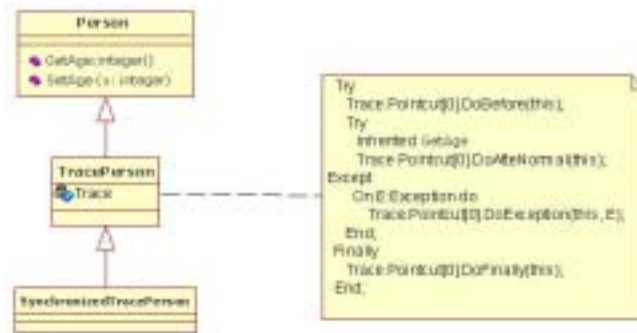 Person
GetAge:integer()
SetAge (x: integer)
TracePerson
Trace
SynchronizedTracePerson
Try
Trace.Pointcut[0].DoBefore(this),
Try
Inherited GetAge
Trace.Pointcut[0].DoAfteNormal(this);
Except
On E:Exception do
Trace.Pointcut[0].DoException(this, E);
End;
Finally
Trace.Pointcut[0].DoFinally(this);
End;